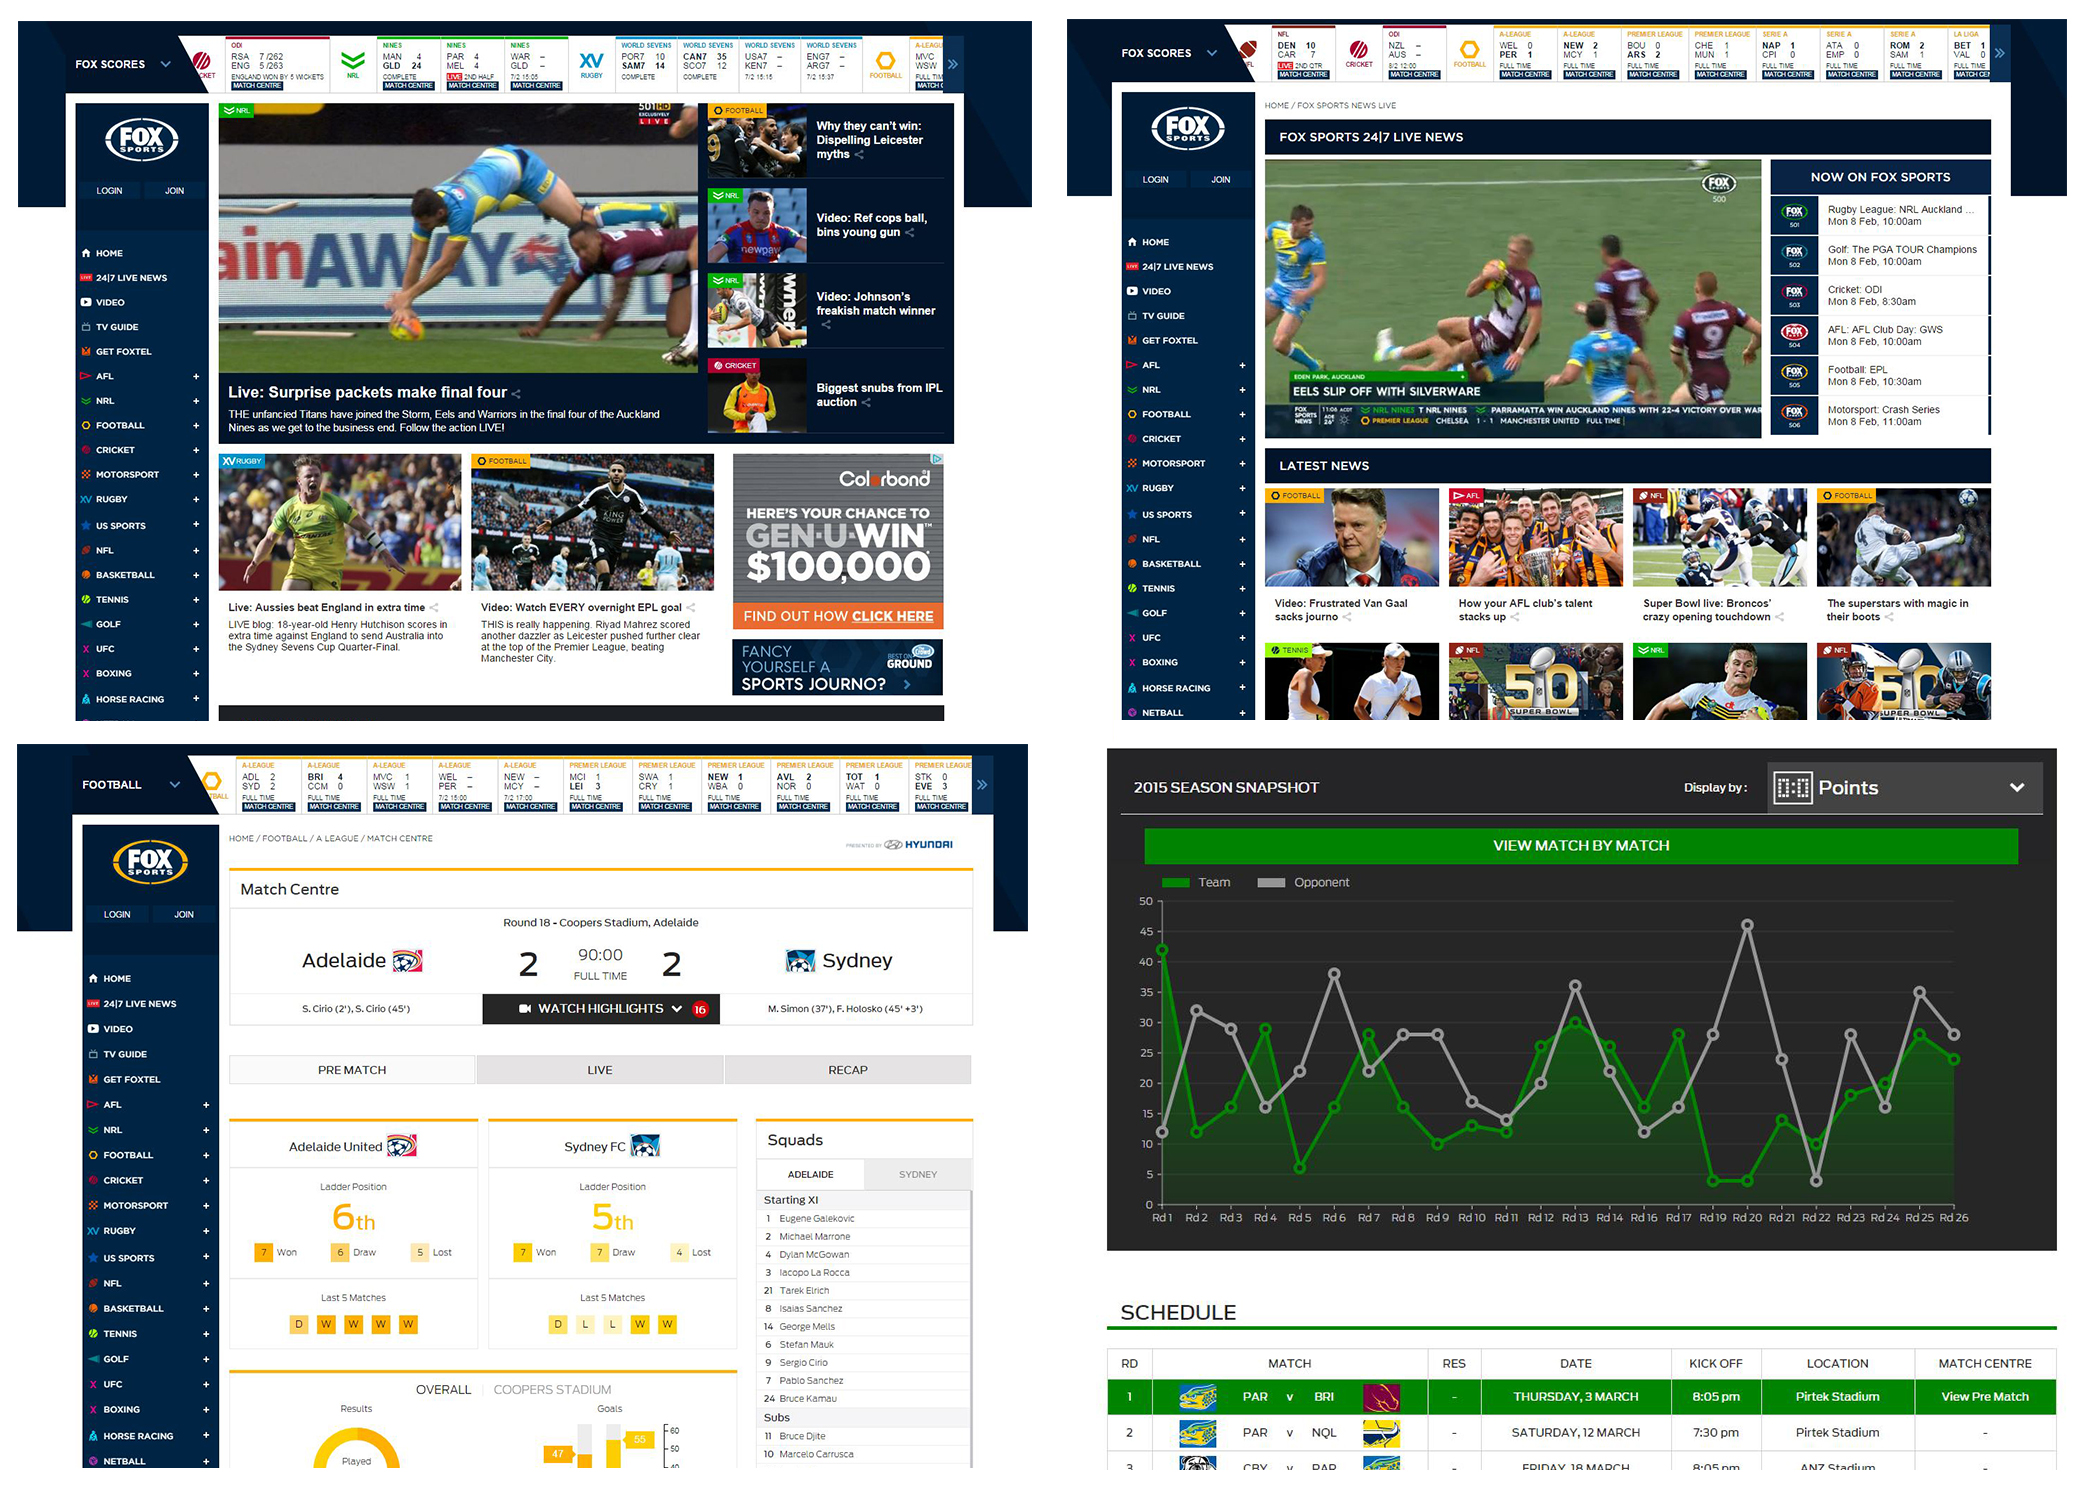 FOX SCORES
ODI
RSA 7/262
ENG 5/263
ENGLAND WON BY 5 WICKETS
MATCH CENTRE
NRL
NINES
MAN 4
GLD 24
COMPLETE
MATCH CENTRE
NINES
PAR 4
MEL 4
LIVE 2ND HALF
MATCH CENTRE
NINES
WAR –
GLD –
7/2 15:05
MATCH CENTRE
XV
RUGBY
WORLD SEVENS
POR7 10
SAM7 14
COMPLETE
WORLD SEVENS
CAN7 35
SCO7 12
COMPLETE
WORLD SEVENS
USA7 –
KEN7 –
7/2 15:15
WORLD SEVENS
ENG7 –
ARG7 –
7/2 15:37
FOOTBALL
MVC
WSW
FOX
SPORTS
LOGIN JOIN
HOME
LIVE 24|7 LIVE NEWS
VIDEO
TV GUIDE
GET FOXTEL
AFL +
NRL +
FOOTBALL +
CRICKET +
MOTORSPORT +
XV RUGBY +
US SPORTS +
NFL +
BASKETBALL +
TENNIS +
GOLF +
UFC +
BOXING +
HORSE RACING +
NRL
501 HD
EXCLUSIVELY
LIVE
AWAY
Live: Surprise packets make final four
THE unfancied Titans have joined the Storm, Eels and Warriors in the final four of the Auckland
Nines as we get to the business end. Follow the action LIVE!
FOOTBALL
Why they can't win:
Dispelling Leicester
myths
NRL
Video: Ref cops ball,
bins young gun
NRL
Video: Johnson's
freakish match winner
CRICKET
Biggest snubs from IPL
auction
XV RUGBY
Live: Aussies beat England in extra time
LIVE blog: 18-year-old Henry Hutchison scores in
extra time against England to send Australia into
the Sydney Sevens Cup Quarter-Final.
FOOTBALL
KING
POWER
Video: Watch EVERY overnight EPL goal
THIS is really happening. Riyad Mahrez scored
another dazzler as Leicester pushed further clear
at the top of the Premier League, beating
Manchester City.
Colorbond
HERE'S YOUR CHANCE TO
GEN-U-WIN™
$100,000
FIND OUT HOW CLICK HERE
FANCY
YOURSELF A
SPORTS JOURNO?
BEST ON
GROUND
FOX SCORES
NFL
DEN 10
CAR 7
LIVE 2ND QTR
MATCH CENTRE
CRICKET
ODI
NZL –
AUS –
8/2 12:00
MATCH CENTRE
FOOTBALL
A-LEAGUE
WEL 0
PER 1
FULL TIME
MATCH CENTRE
A-LEAGUE
NEW 2
MCY 1
FULL TIME
MATCH CENTRE
PREMIER LEAGUE
BOU 0
ARS 2
FULL TIME
MATCH CENTRE
PREMIER LEAGUE
CHE 1
MUN 1
FULL TIME
MATCH CENTRE
SERIE A
NAP 1
CPI 0
FULL TIME
MATCH CENTRE
SERIE A
ATA 0
EMP 0
FULL TIME
MATCH CENTRE
SERIE A
ROM 2
SAM 1
FULL TIME
MATCH CENTRE
LA LIGA
BET 1
VAL 0
FULL TIME
FOX
SPORTS
LOGIN JOIN
HOME
LIVE 24|7 LIVE NEWS
VIDEO
TV GUIDE
GET FOXTEL
AFL +
NRL +
FOOTBALL +
CRICKET +
MOTORSPORT +
XV RUGBY +
US SPORTS +
NFL +
BASKETBALL +
TENNIS +
GOLF +
UFC +
BOXING +
HORSE RACING +
NETBALL +
HOME / FOX SPORTS NEWS LIVE
FOX SPORTS 24|7 LIVE NEWS
FOX
SPORTS
500
EDEN PARK, AUCKLAND
EELS SLIP OFF WITH SILVERWARE
FOX SPORTS NEWS
11:06 ACDT
NRL NINES T NRL NINES PARRAMATTA WIN AUCKLAND NINES WITH 22-4 VICTORY OVER WAR
PREMIER LEAGUE CHELSEA 1 - 1 MANCHESTER UNITED FULL TIME
NOW ON FOX SPORTS
501 Rugby League: NRL Auckland ...
Mon 8 Feb, 10:00am
502 Golf: The PGA TOUR Champions
Mon 8 Feb, 10:00am
503 Cricket: ODI
Mon 8 Feb, 8:30am
504 AFL: AFL Club Day: GWS
Mon 8 Feb, 10:00am
505 Football: EPL
Mon 8 Feb, 10:30am
506 Motorsport: Crash Series
Mon 8 Feb, 11:00am
LATEST NEWS
FOOTBALL
Video: Frustrated Van Gaal
sacks journo
AFL
How your AFL club's talent
stacks up
NFL
Super Bowl live: Broncos'
crazy opening touchdown
FOOTBALL
The superstars with magic in
their boots
TENNIS
NFL
50
SUPER BOWL
NRL
NFL
50
SUPER BOWL
FOOTBALL
A-LEAGUE
ADL 2
SYD 2
FULL TIME
MATCH CENTRE
A-LEAGUE
BRI 4
CCM 0
FULL TIME
MATCH CENTRE
A-LEAGUE
MVC 1
WSW 1
FULL TIME
MATCH CENTRE
A-LEAGUE
WEL –
PER –
7/2 15:00
MATCH CENTRE
A-LEAGUE
NEW –
MCY –
7/2 17:00
MATCH CENTRE
PREMIER LEAGUE
MCI 1
LEI 3
FULL TIME
MATCH CENTRE
PREMIER LEAGUE
SWA 1
CRY 1
FULL TIME
MATCH CENTRE
PREMIER LEAGUE
NEW 1
WBA 0
FULL TIME
MATCH CENTRE
PREMIER LEAGUE
AVL 2
NOR 0
FULL TIME
MATCH CENTRE
PREMIER LEAGUE
TOT 1
WAT 0
FULL TIME
MATCH CENTRE
PREMIER LEAGUE
STK 0
EVE 3
FULL TIME
MATCH CENTRE
FOX
SPORTS
LOGIN JOIN
HOME
LIVE 24|7 LIVE NEWS
VIDEO
TV GUIDE
GET FOXTEL
AFL +
NRL +
FOOTBALL +
CRICKET +
MOTORSPORT +
XV RUGBY +
US SPORTS +
NFL +
BASKETBALL +
TENNIS +
GOLF +
UFC +
BOXING +
HORSE RACING +
NETBALL +
HOME / FOOTBALL / A LEAGUE / MATCH CENTRE
PRESENTED BY HYUNDAI
Match Centre
Round 18 - Coopers Stadium, Adelaide
Adelaide 2 90:00 2 Sydney
FULL TIME
S. Cirio (2'), S. Cirio (45')
WATCH HIGHLIGHTS 16
M. Simon (37'), F. Holosko (45' +3')
PRE MATCH LIVE RECAP
Adelaide United
Ladder Position
6th
7 Won 6 Draw 5 Lost
Last 5 Matches
D W W W W
Sydney FC
Ladder Position
5th
7 Won 7 Draw 4 Lost
Last 5 Matches
D L L W W
OVERALL | COOPERS STADIUM
Results
Played
Goals
47
55
60
50
40
Squads
ADELAIDE SYDNEY
Starting XI
1 Eugene Galekovic
2 Michael Marrone
4 Dylan McGowan
3 Iacopo La Rocca
21 Tarek Elrich
8 Isaias Sanchez
14 George Mells
6 Stefan Mauk
9 Sergio Cirio
7 Pablo Sanchez
24 Bruce Kamau
Subs
11 Bruce Djite
10 Marcelo Carrusca
2015 SEASON SNAPSHOT
Display by :
Points
VIEW MATCH BY MATCH
Team Opponent
50
45
40
35
30
25
20
15
10
5
0
Rd 1 Rd 2 Rd 3 Rd 4 Rd 5 Rd 6 Rd 7 Rd 8 Rd 9 Rd 10 Rd 11 Rd 12 Rd 13 Rd 14 Rd 16 Rd 17 Rd 19 Rd 20 Rd 21 Rd 22 Rd 23 Rd 24 Rd 25 Rd 26
SCHEDULE
RD MATCH RES DATE KICK OFF LOCATION MATCH CENTRE
1 PAR v BRI - THURSDAY, 3 MARCH 8:05 pm Pirtek Stadium View Pre Match
2 PAR v NQL - SATURDAY, 12 MARCH 7:30 pm Pirtek Stadium -
3 CBY v PAR - FRIDAY, 18 MARCH 8:05 pm ANZ Stadium -